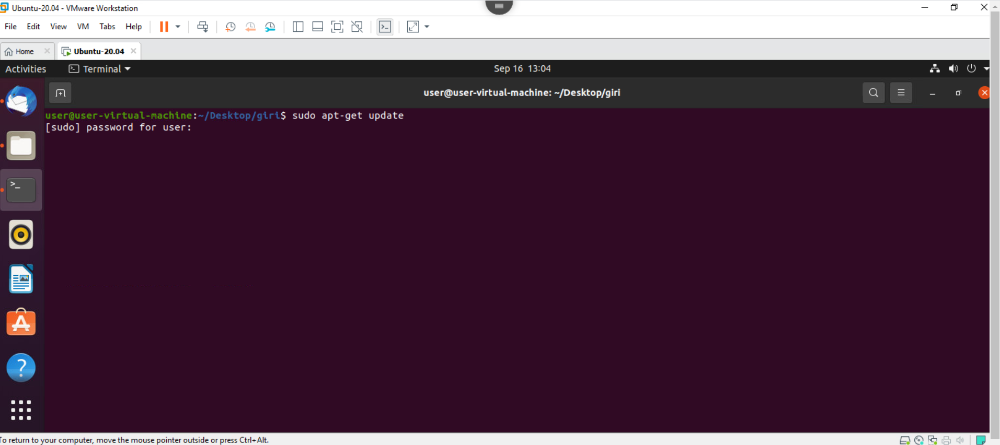 Ubuntu-20.04 - VMware Workstation
File Edit View VM Tabs Help
Home Ubuntu-20.04
Activities Terminal Sep 16 13:04
user@user-virtual-machine: ~/Desktop/giri
user@user-virtual-machine:~/Desktop/giri$ sudo apt-get update
[sudo] password for user:
To return to your computer, move the mouse pointer outside or press Ctrl+Alt.